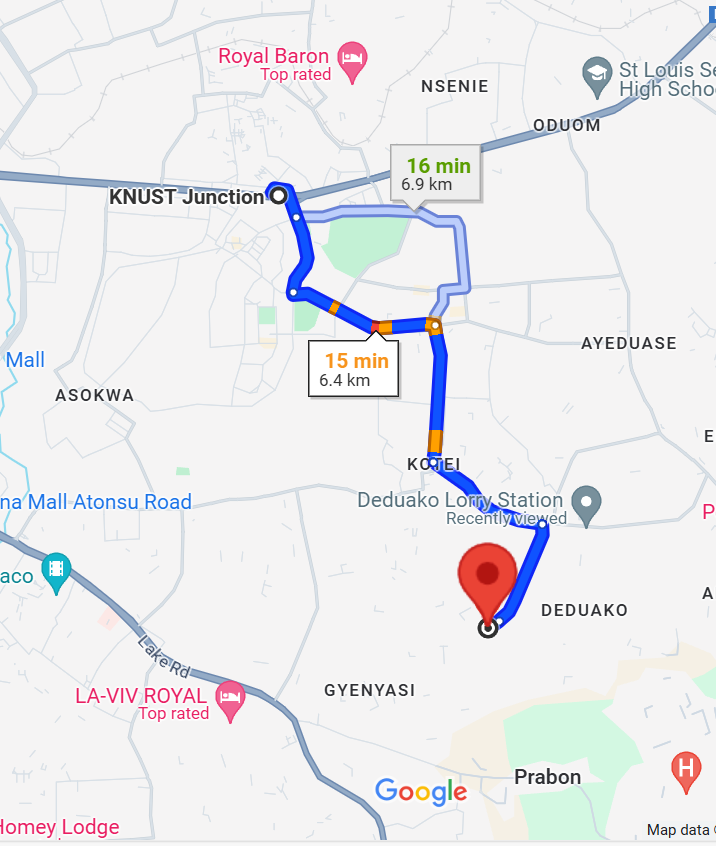 Royal Baron
Top rated
NSENIE
St Louis Se
High Schoo
ODUOM
16 min
6.9 km
KNUST Junction
AYEDUASE
15 min
6.4 km
Mall
ASOKWA
KOTEI
E
na Mall Atonsu Road
Deduako Lorry Station
Recently viewed
P
aco
A
DEDUAKO
Lake Rd
GYENYASI
LA-VIV ROYAL
Top rated
H
Prabon
Google
Homey Lodge
Map data